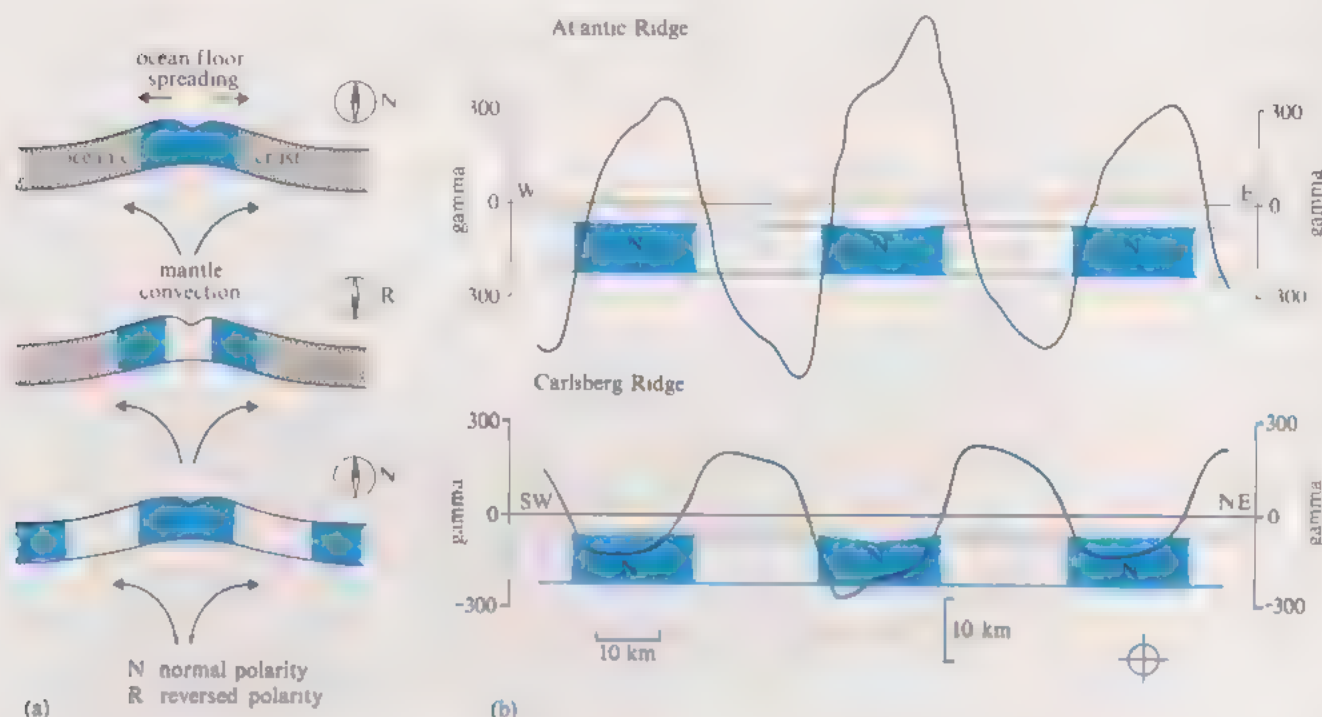 ocean floor
spreading
N
crust
mantle
convection
R
N
N normal polarity
R reversed polarity
(a)
Atlantic Ridge
300
300
gamma
0
W
0
gamma
N
N
N
300
300
Carlsberg Ridge
300
300
gamma
SW
NE
0
0
gamma
N
N
N
-300
-300
10 km
10 km
(b)